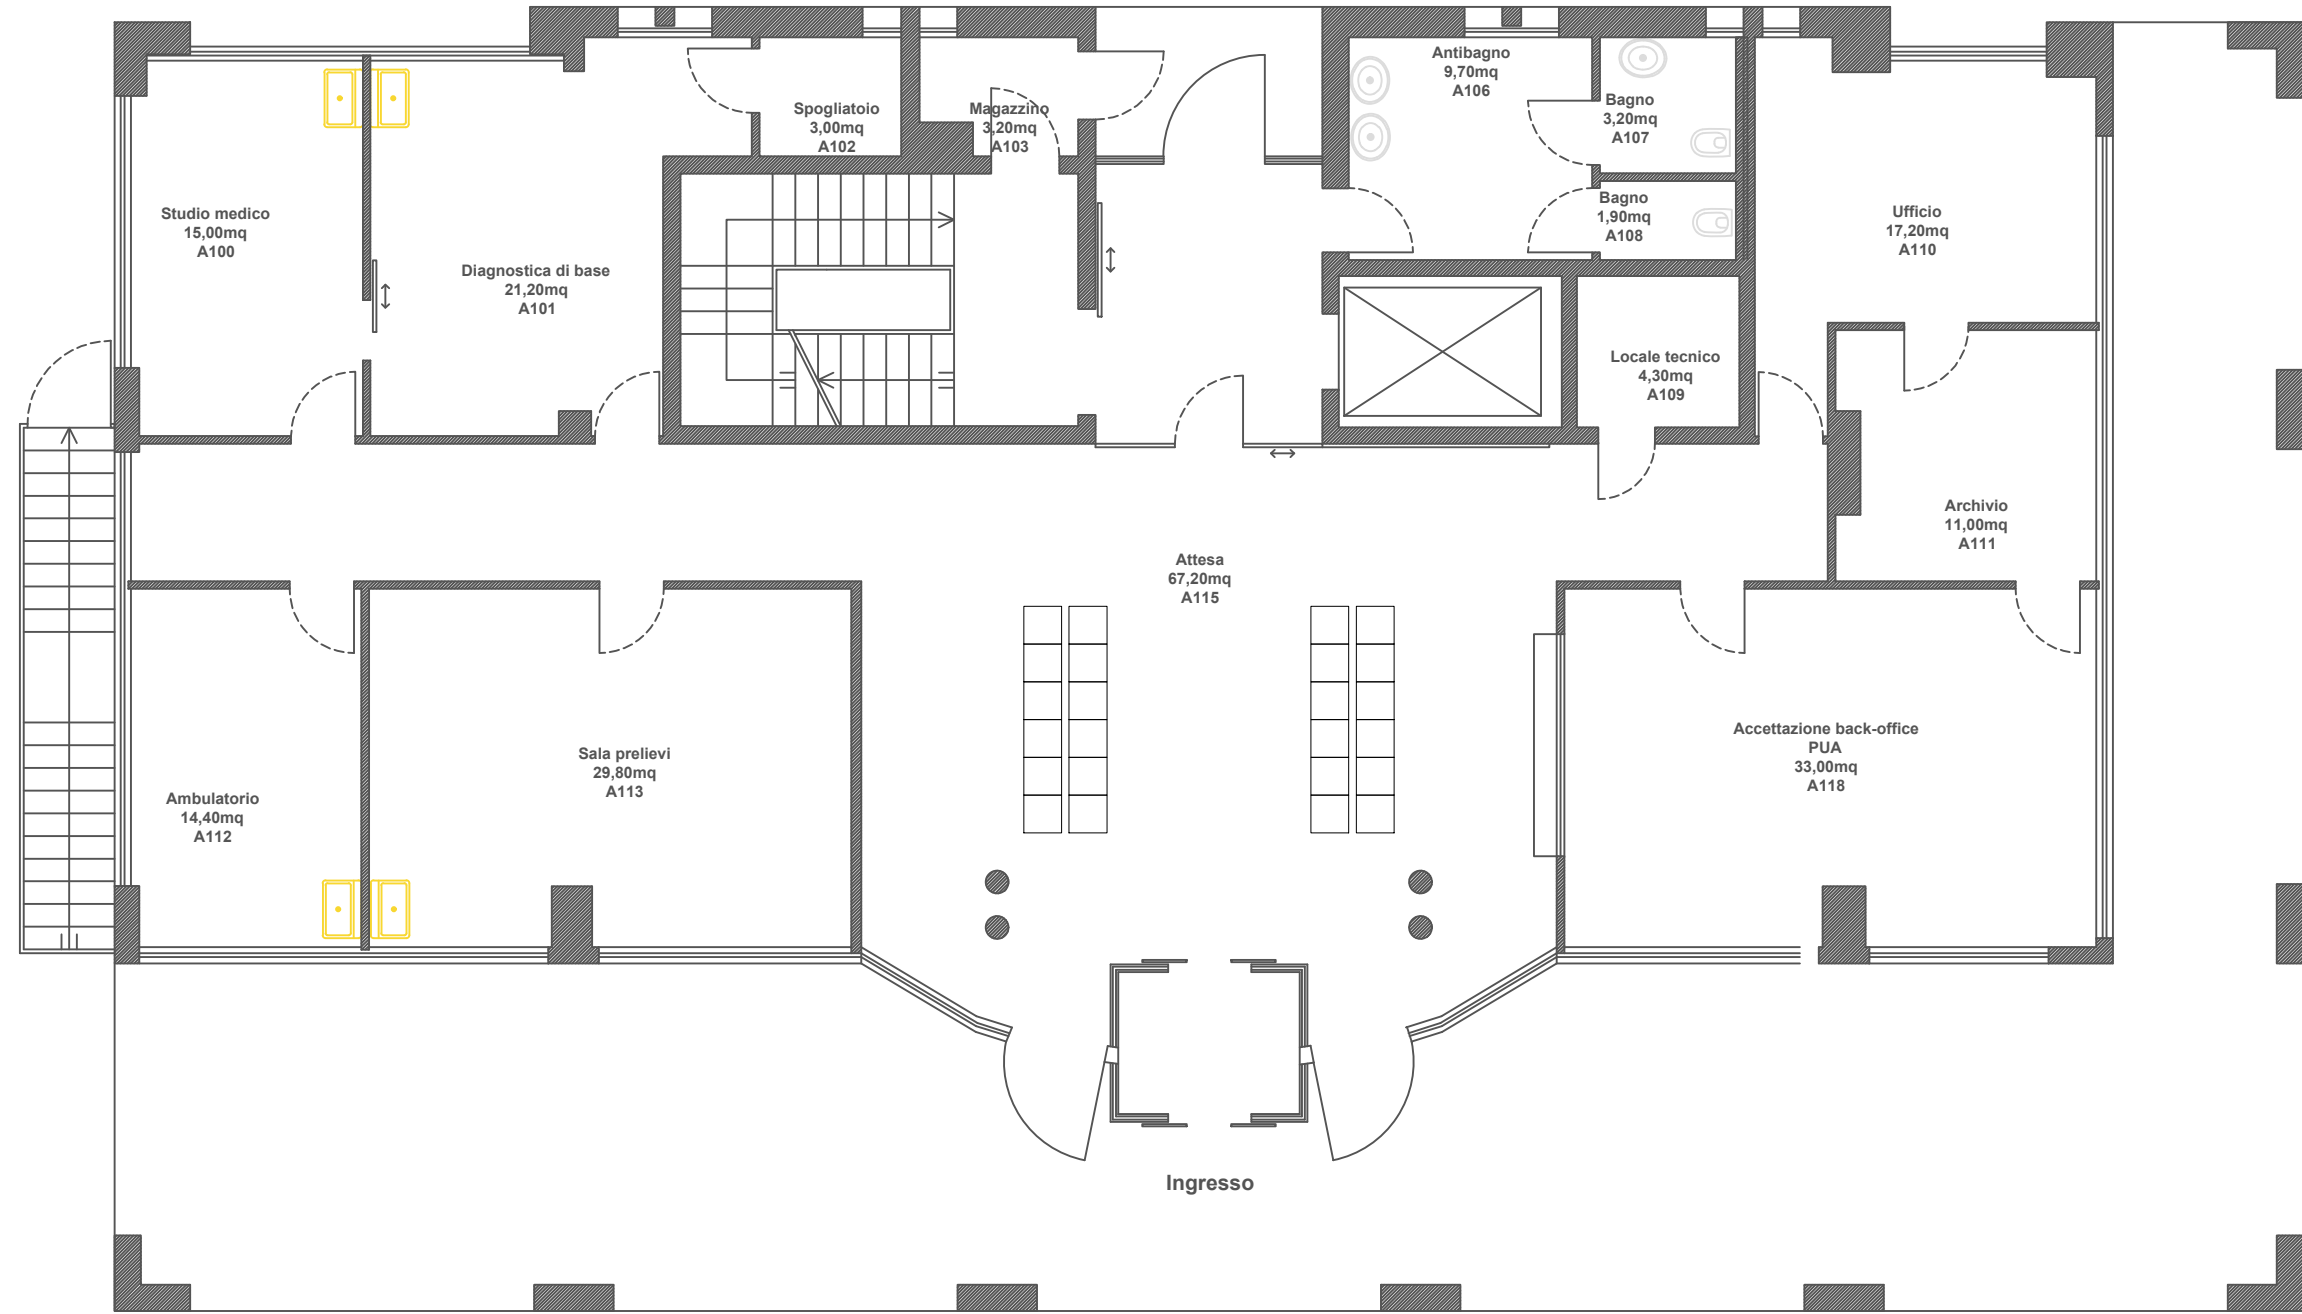 Antibagno
9,70mq
A106
Spogliatoio
3,00mq
A102
Magazzino
3,20mq
A103
Bagno
3,20mq
A107
Studio medico
15,00mq
A100
Bagno
1,90mq
A108
Ufficio
17,20mq
A110
Diagnostica di base
21,20mq
A101
Locale tecnico
4,30mq
A109
Archivio
11,00mq
A111
Attesa
67,20mq
A115
Accettazione back-office
PUA
33,00mq
A118
Sala prelievi
29,80mq
A113
Ambulatorio
14,40mq
A112
Ingresso